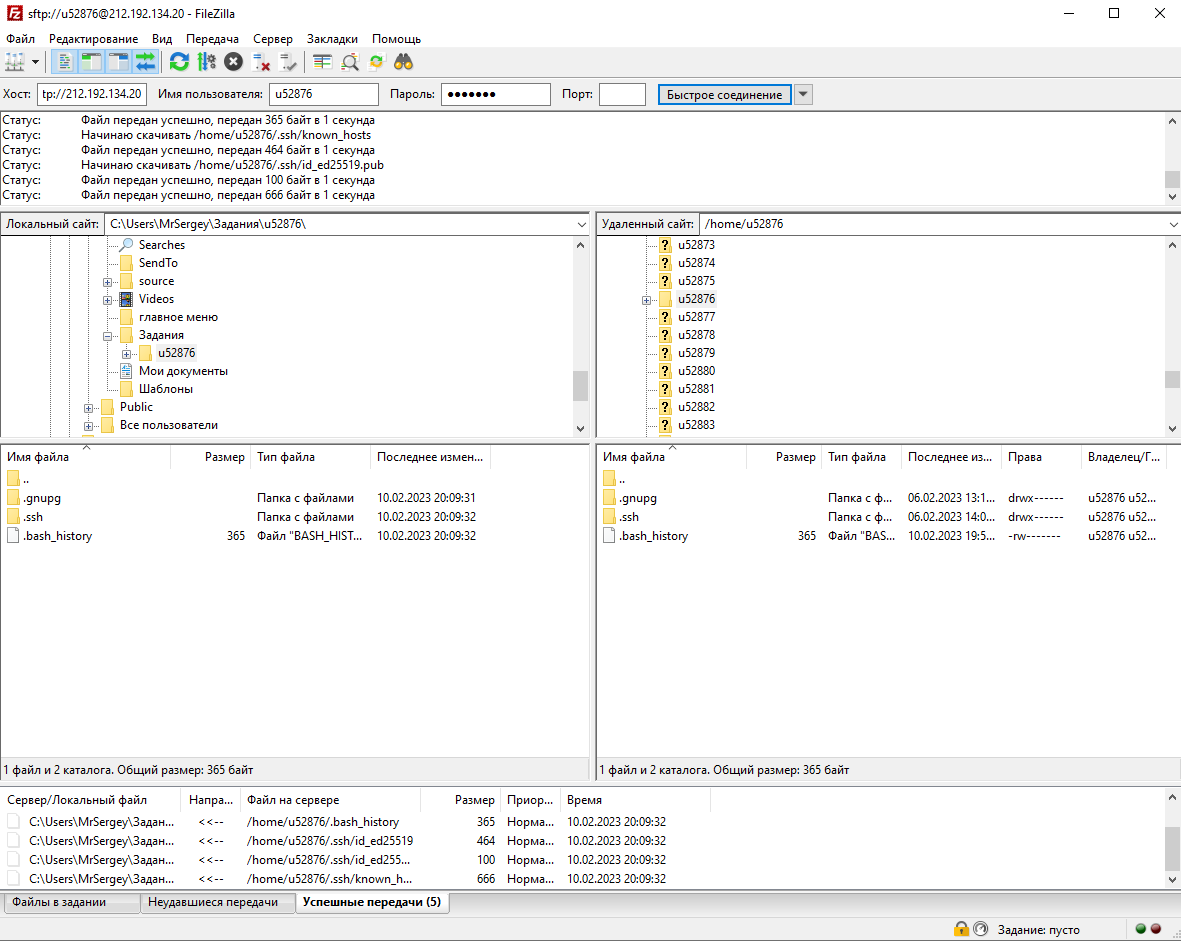 sftp://u52876@212.192.134.20 - FileZilla
Файл Редактирование Вид Передача Сервер Закладки Помощь
Хост: tp://212.192.134.20 Имя пользователя: u52876 Пароль: ●●●●●●● Порт: Быстрое соединение
Статус: Файл передан успешно, передан 365 байт в 1 секунда
Статус: Начинаю скачивать /home/u52876/.ssh/known_hosts
Статус: Файл передан успешно, передан 464 байт в 1 секунда
Статус: Начинаю скачивать /home/u52876/.ssh/id_ed25519.pub
Статус: Файл передан успешно, передан 100 байт в 1 секунда
Статус: Файл передан успешно, передан 666 байт в 1 секунда
Локальный сайт: C:\Users\MrSergey\Задания\u52876\
Searches
SendTo
source
Videos
главное меню
Задания
u52876
Мои документы
Шаблоны
Public
Все пользователи
Удаленный сайт: /home/u52876
u52873
u52874
u52875
u52876
u52877
u52878
u52879
u52880
u52881
u52882
u52883
Имя файла Размер Тип файла Последнее измен...
..
.gnupg Папка с файлами 10.02.2023 20:09:31
.ssh Папка с файлами 10.02.2023 20:09:32
.bash_history 365 Файл "BASH_HIST... 10.02.2023 20:09:32
1 файл и 2 каталога. Общий размер: 365 байт
Имя файла Размер Тип файла Последнее из... Права Владелец/Г...
..
.gnupg Папка с ф... 06.02.2023 13:1... drwx------ u52876 u52...
.ssh Папка с ф... 06.02.2023 14:0... drwx------ u52876 u52...
.bash_history 365 Файл "BAS... 10.02.2023 19:5... -rw------- u52876 u52...
1 файл и 2 каталога. Общий размер: 365 байт
Сервер/Локальный файл Напра... Файл на сервере Размер Приор... Время
C:\Users\MrSergey\Задан... <<-- /home/u52876/.bash_history 365 Норма... 10.02.2023 20:09:32
C:\Users\MrSergey\Задан... <<-- /home/u52876/.ssh/id_ed25519 464 Норма... 10.02.2023 20:09:32
C:\Users\MrSergey\Задан... <<-- /home/u52876/.ssh/id_ed255... 100 Норма... 10.02.2023 20:09:32
C:\Users\MrSergey\Задан... <<-- /home/u52876/.ssh/known_h... 666 Норма... 10.02.2023 20:09:32
Файлы в задании Неудавшиеся передачи Успешные передачи (5)
Задание: пусто